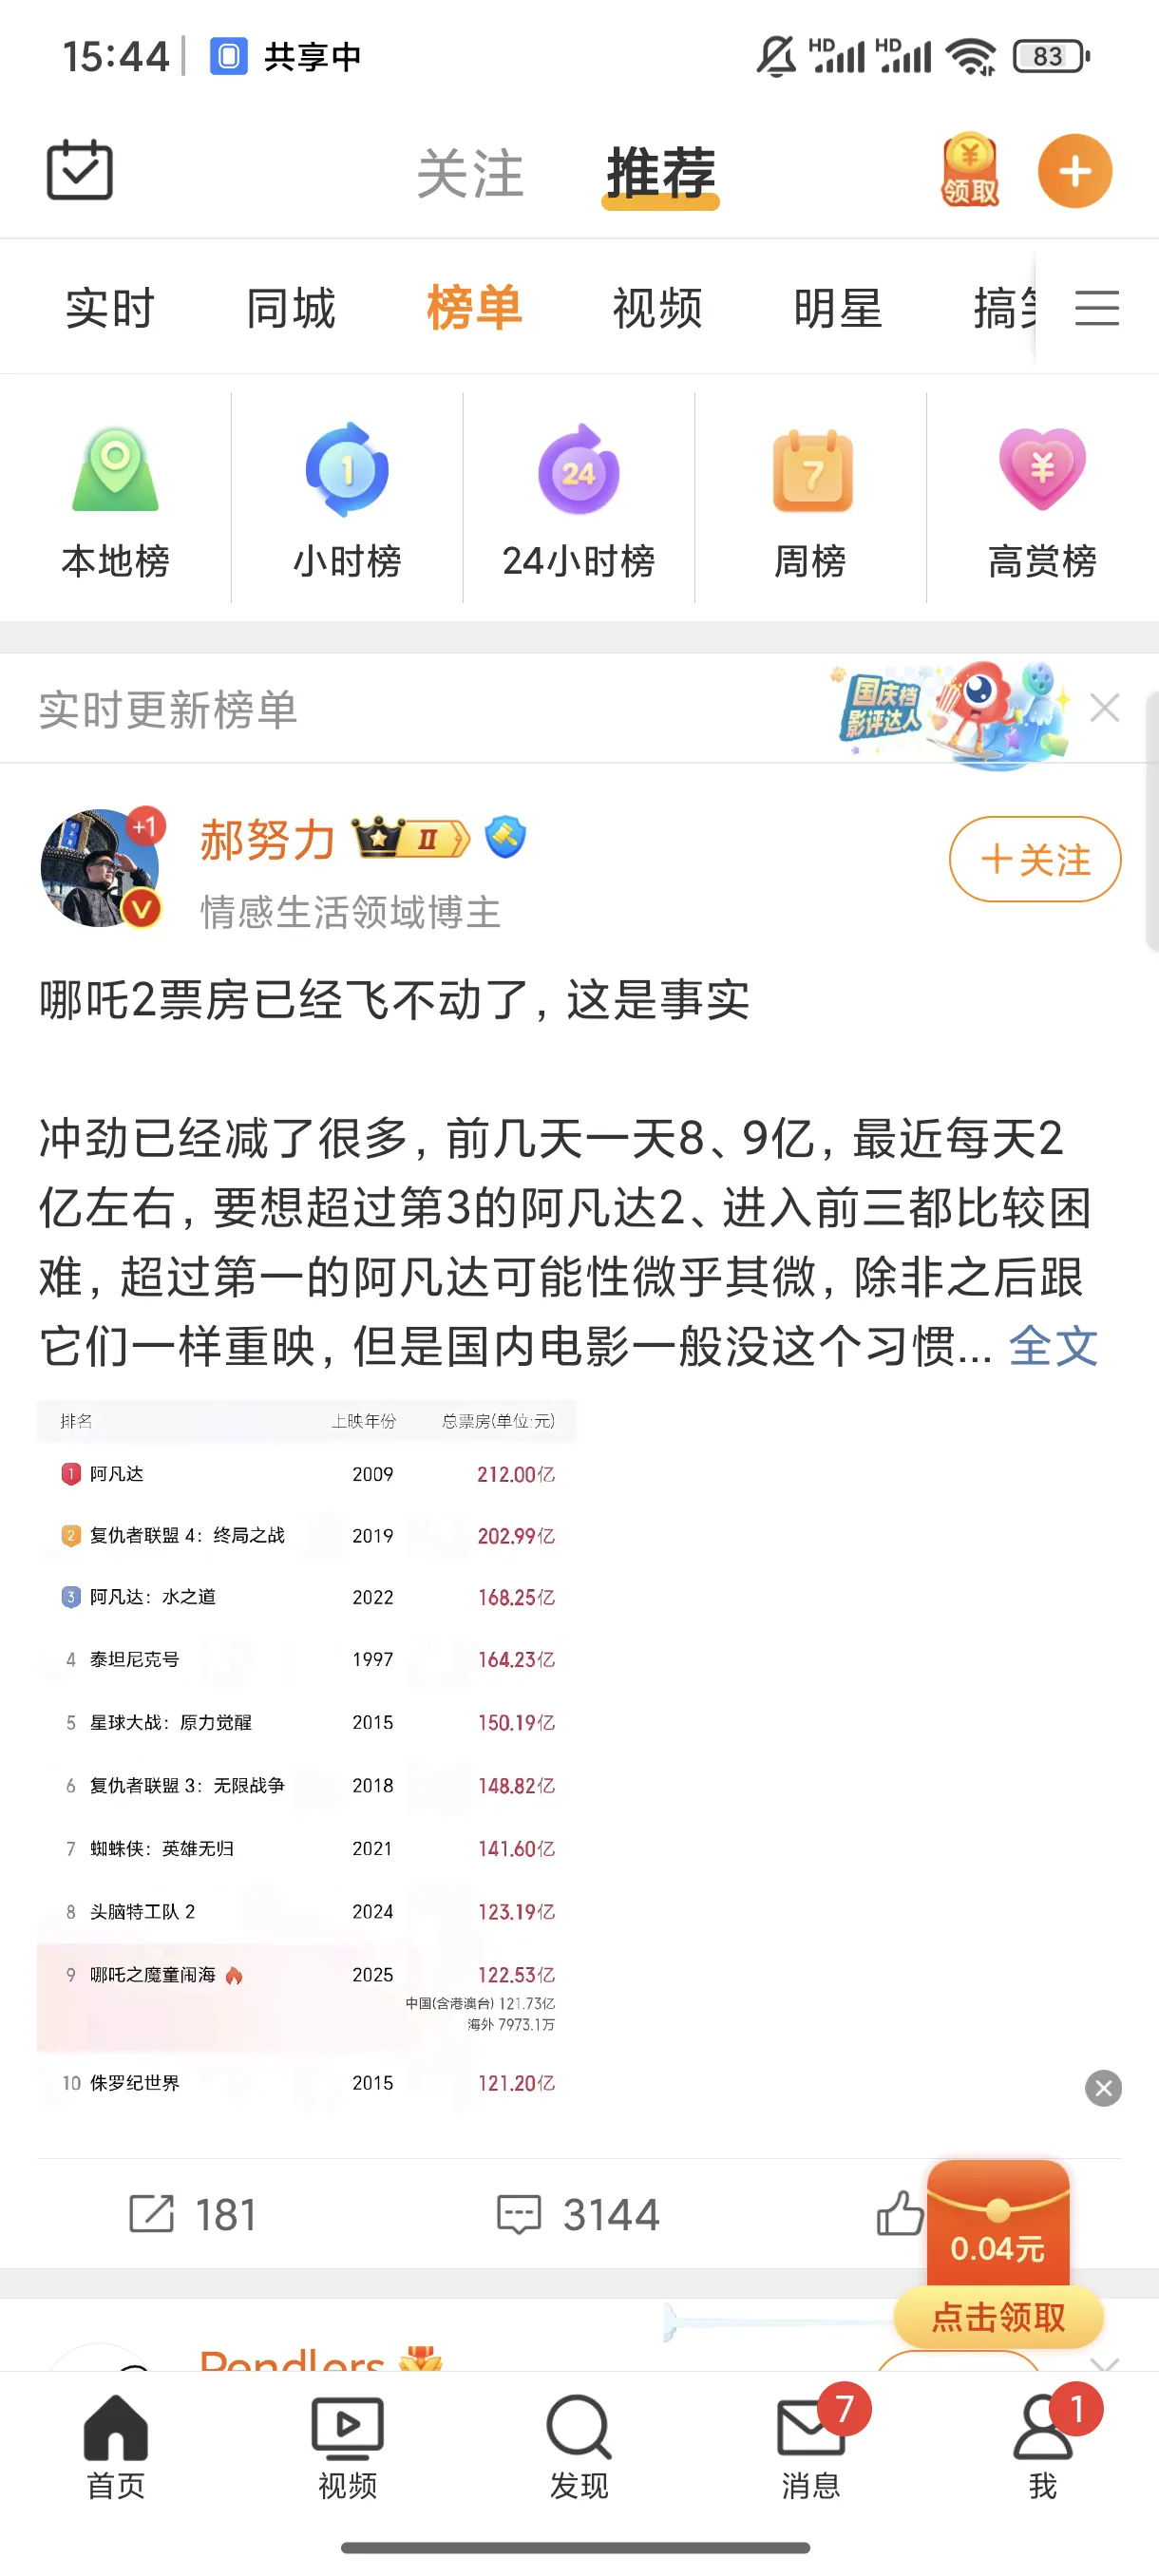 15:44 共享中 HD HD 83
关注 推荐 领取
实时 同城 榜单 视频 明星
1 24 7
本地榜 小时榜 24小时榜 周榜 高赏榜
实时更新榜单 国庆档
影评达人
+1
郝努力 II
V
情感生活领域博主
+关注
哪吒2票房已经飞不动了，这是事实
冲劲已经减了很多，前几天一天8、9亿，最近每天2
亿左右，要想超过第3的阿凡达2、进入前三都比较困
难，超过第一的阿凡达可能性微乎其微，除非之后跟
它们一样重映，但是国内电影一般没这个习惯... 全文
排名 上映年份 总票房(单位:元)
1 阿凡达 2009 212.00亿
2 复仇者联盟 4：终局之战 2019 202.99亿
3 阿凡达：水之道 2022 168.25亿
4 泰坦尼克号 1997 164.23亿
5 星球大战：原力觉醒 2015 150.19亿
6 复仇者联盟 3：无限战争 2018 148.82亿
7 蜘蛛侠：英雄无归 2021 141.60亿
8 头脑特工队 2 2024 123.19亿
9 哪吒之魔童闹海 2025 122.53亿
中国(含港澳台) 121.73亿
海外 7973.1万
10 侏罗纪世界 2015 121.20亿
181 3144
0.04元
点击领取
Pendlers
7 1
首页 视频 发现 消息 我